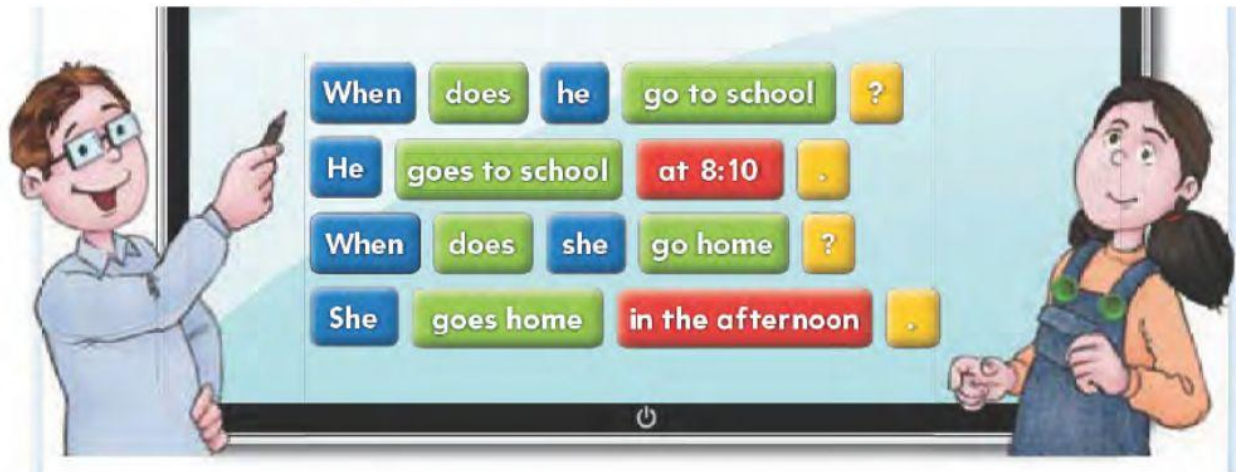 When does he go to school ?
He goes to school at 8:10 .
When does she go home ?
She goes home in the afternoon .